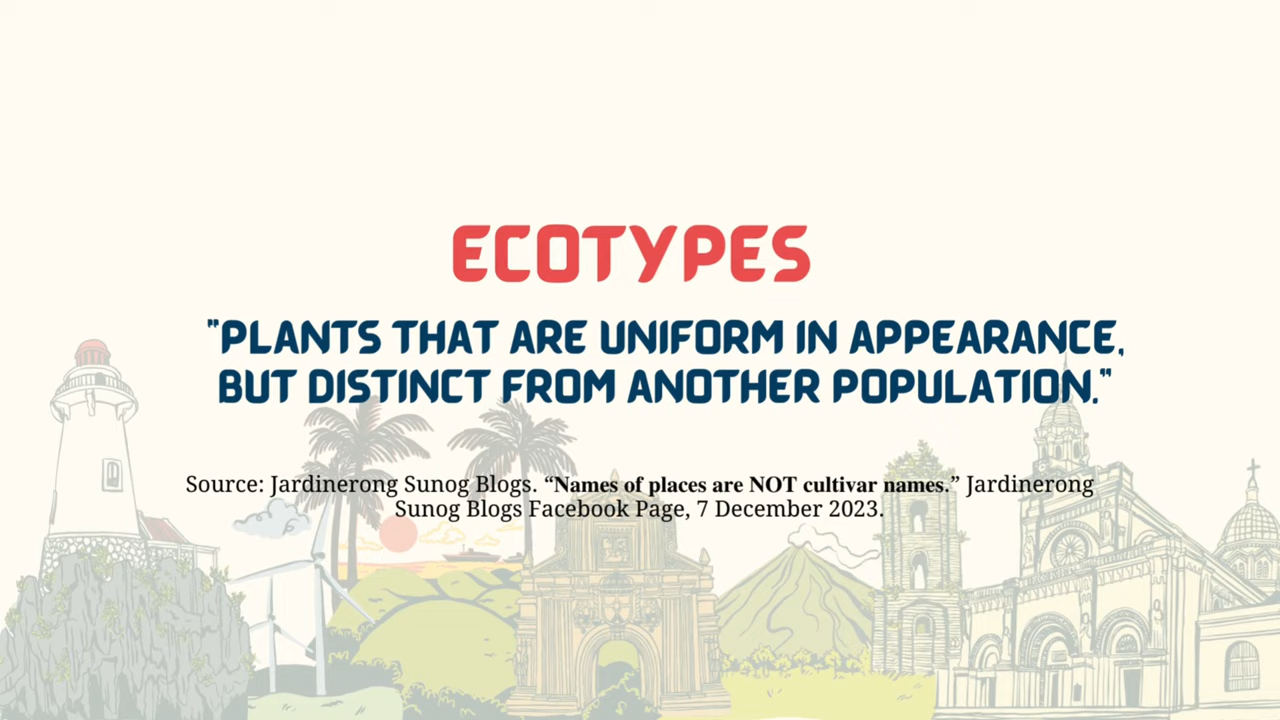 ECOTYPES
"PLANTS THAT ARE UNIFORM IN APPEARANCE,
BUT DISTINCT FROM ANOTHER POPULATION."
Source: Jardinerong Sunog Blogs. “Names of places are NOT cultivar names.” Jardinerong
Sunog Blogs Facebook Page, 7 December 2023.